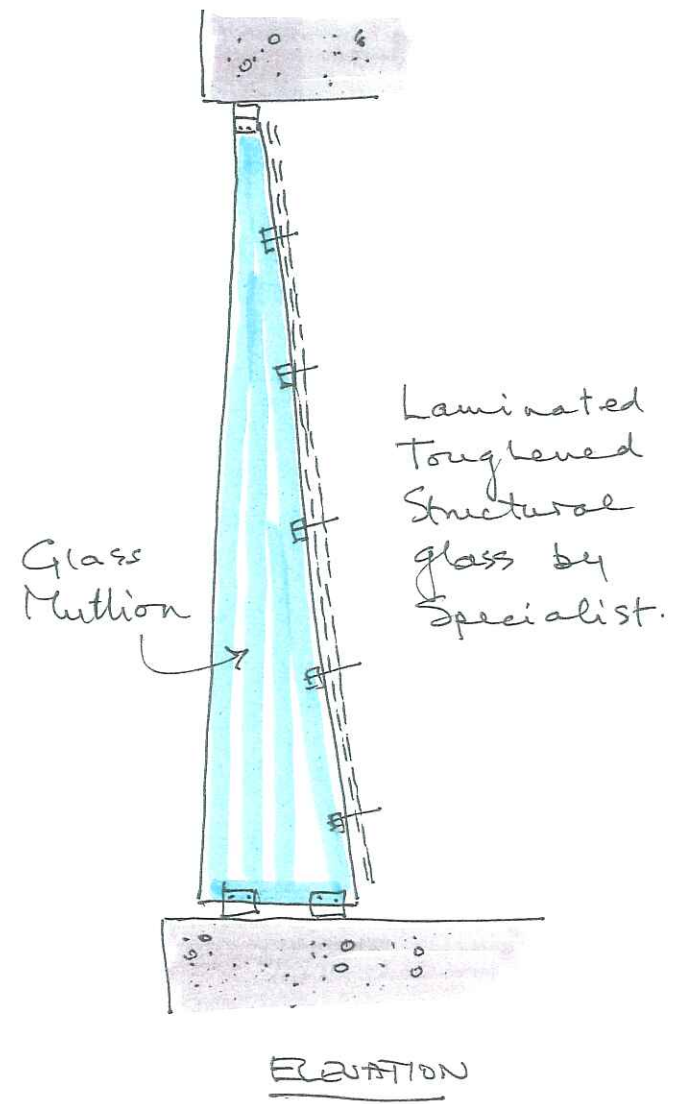 Laminated
Toughened
Structural
glass by
Specialist.
Glass
Mullion
ELEVATION